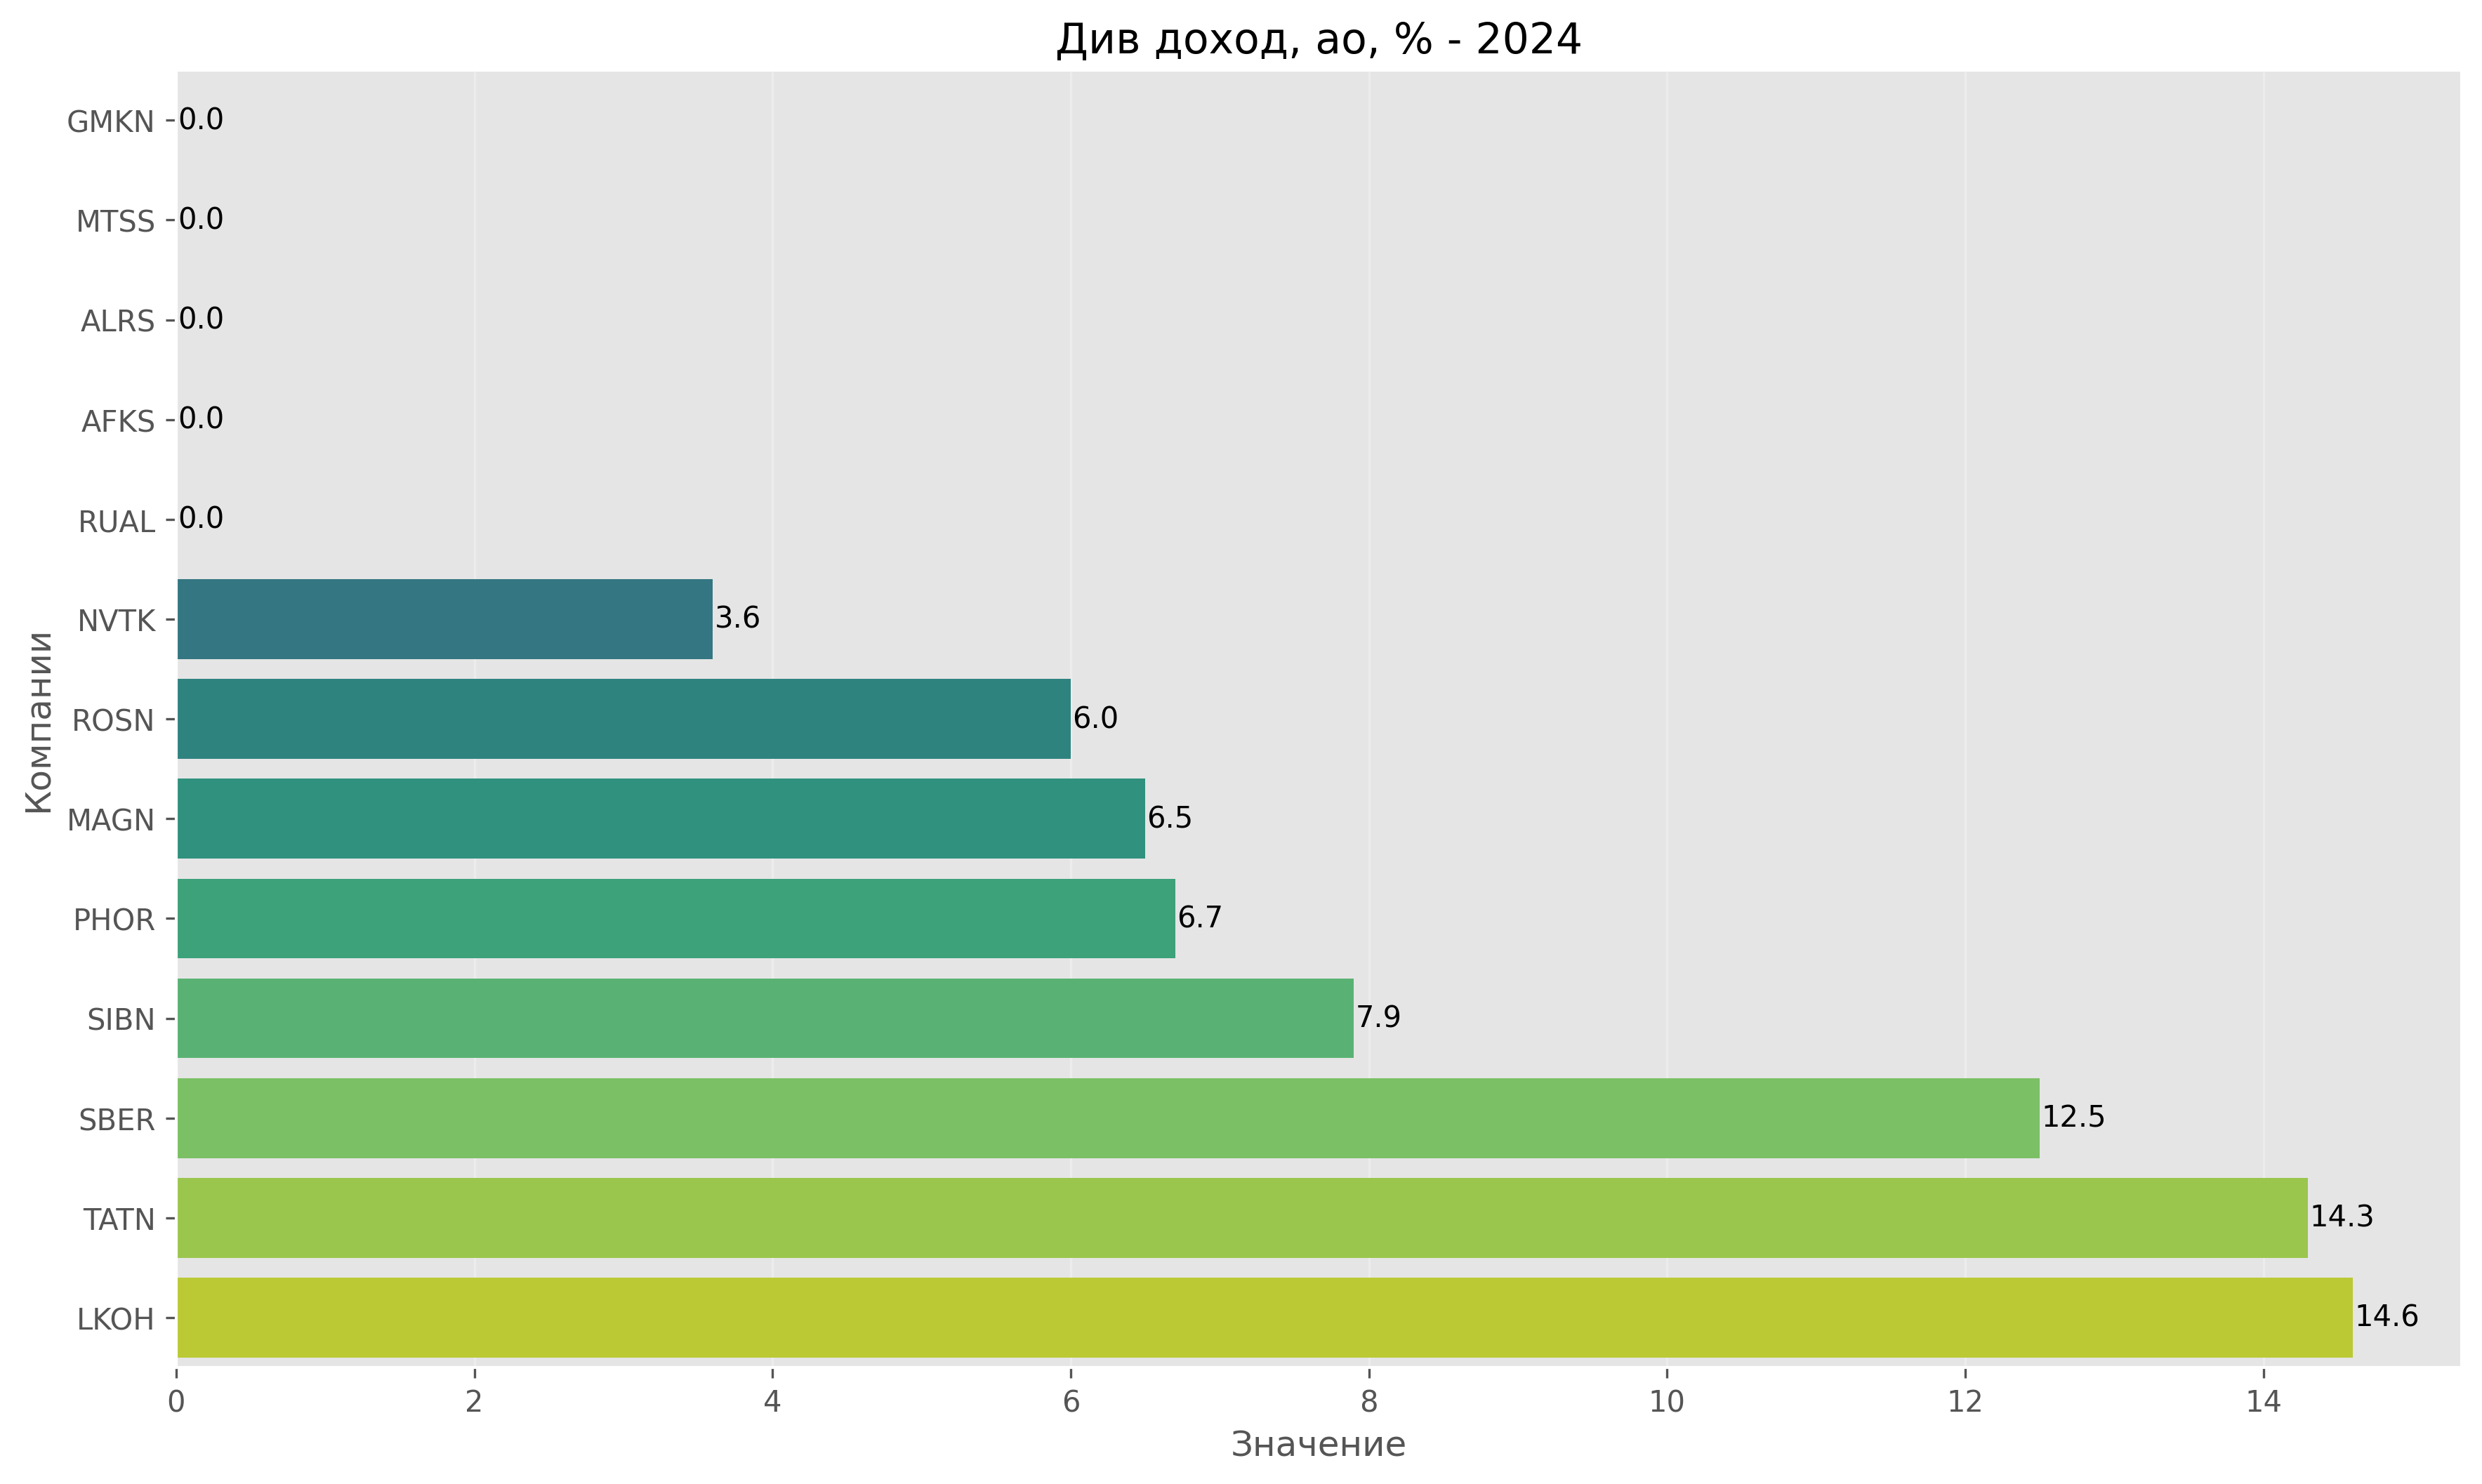 Див доход, ао, % - 2024
GMKN 0.0
MTSS 0.0
ALRS 0.0
AFKS 0.0
RUAL 0.0
NVTK 3.6
ROSN 6.0
MAGN 6.5
PHOR 6.7
SIBN 7.9
SBER 12.5
TATN 14.3
LKOH 14.6
Компании
0 2 4 6 8 10 12 14
Значение